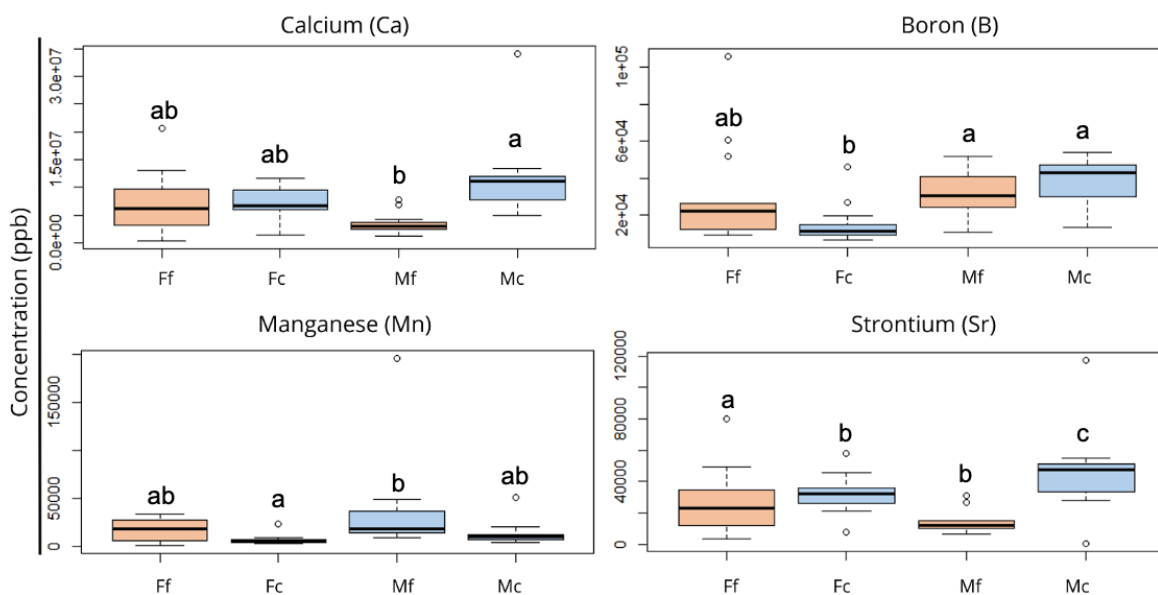 Calcium (Ca)
Boron (B)
Concentration (ppb)
3.0e+07
1.5e+07
0.0e+00
ab
ab
b
a
Ff
Fc
Mf
Mc
1e+05
6e+04
2e+04
ab
b
a
a
Ff
Fc
Mf
Mc
Manganese (Mn)
Strontium (Sr)
150000
50000
0
ab
a
b
ab
Ff
Fc
Mf
Mc
120000
80000
40000
0
a
b
b
c
Ff
Fc
Mf
Mc